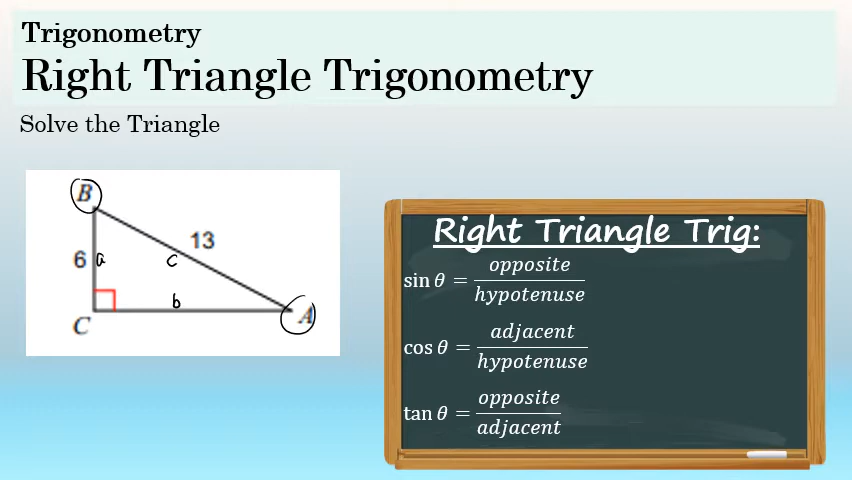 Trigonometry
Right Triangle Trigonometry
Solve the Triangle
B
13
6 a
c
b
C
A
Right Triangle Trig:
sin θ = opposite / hypotenuse
cos θ = adjacent / hypotenuse
tan θ = opposite / adjacent